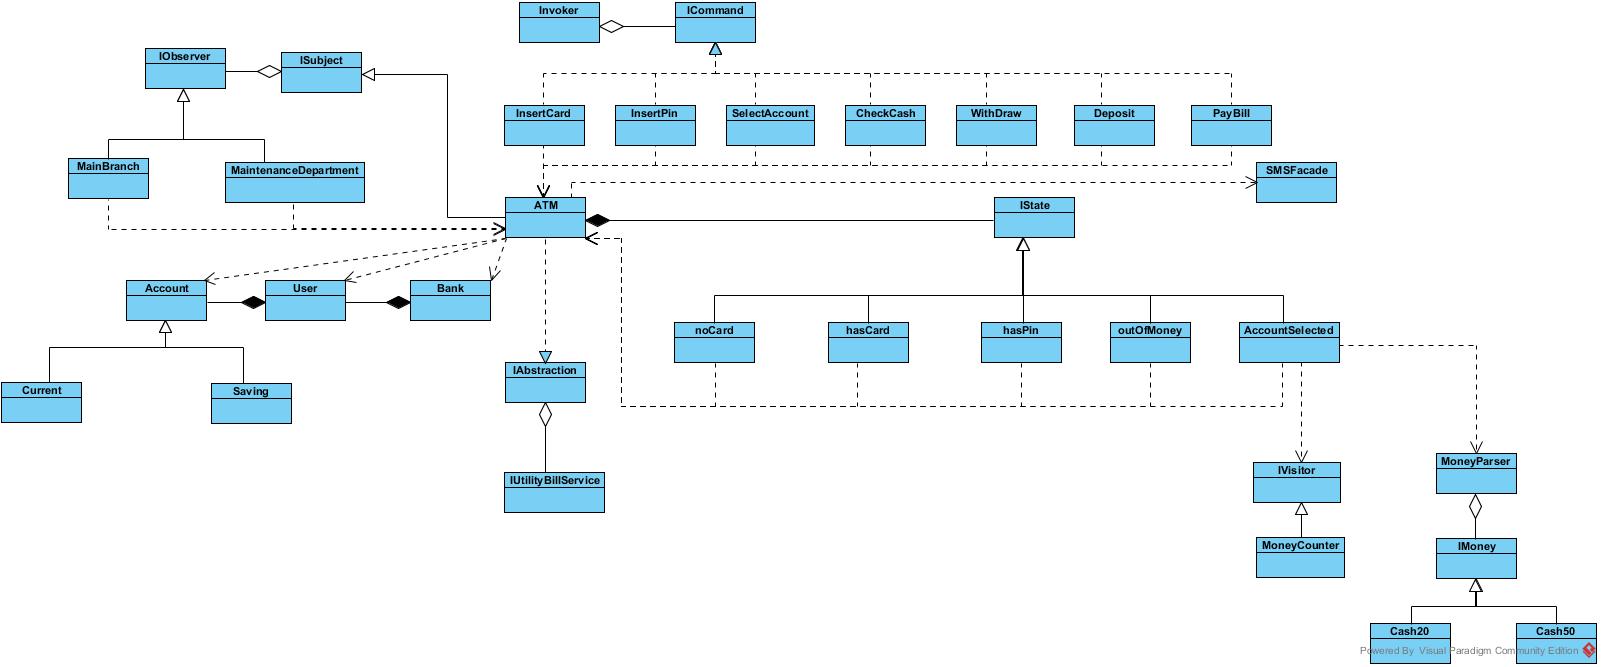 Invoker
ICommand
IObserver
ISubject
InsertCard
InsertPin
SelectAccount
CheckCash
WithDraw
Deposit
PayBill
MainBranch
MaintenanceDepartment
SMSFacade
ATM
IState
Account
User
Bank
noCard
hasCard
hasPin
outOfMoney
AccountSelected
IAbstraction
Current
Saving
IUtilityBillService
IVisitor
MoneyParser
MoneyCounter
IMoney
Cash20
Cash50
Powered By Visual Paradigm Community Edition